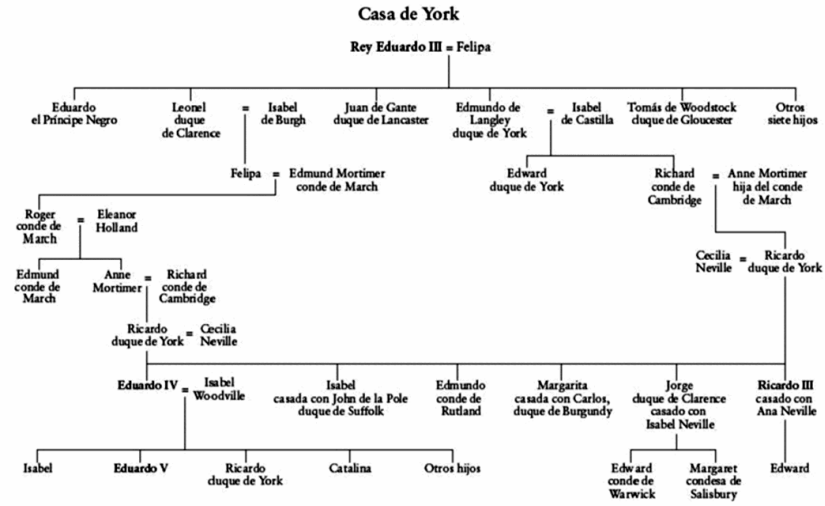 Casa de York
Rey Eduardo III = Felipa
Eduardo
el Príncipe Negro
Leonel
duque
de Clarence
=
Isabel
de Burgh
Juan de Gante
duque de Lancaster
Edmundo de
Langley
duque de York
=
Isabel
de Castilla
Tomás de Woodstock
duque de Gloucester
Otros
siete hijos
Felipa
=
Edmund Mortimer
conde de March
Edward
duque de York
Richard
conde de
Cambridge
=
Anne Mortimer
hija del conde
de March
Roger
conde de
March
=
Eleanor
Holland
Cecilia
Neville
=
Ricardo
duque de York
Edmund
conde de
March
Anne
Mortimer
=
Richard
conde de
Cambridge
Ricardo
duque de York
=
Cecilia
Neville
Eduardo IV
=
Isabel
Woodville
Isabel
casada con John de la Pole
duque de Suffolk
Edmundo
conde de
Rutland
Margarita
casada con Carlos,
duque de Burgundy
Jorge
duque de Clarence
casado con
Isabel Neville
Ricardo III
casado con
Ana Neville
Isabel
Eduardo V
Ricardo
duque de York
Catalina
Otros hijos
Edward
conde de
Warwick
Margaret
condesa de
Salisbury
Edward